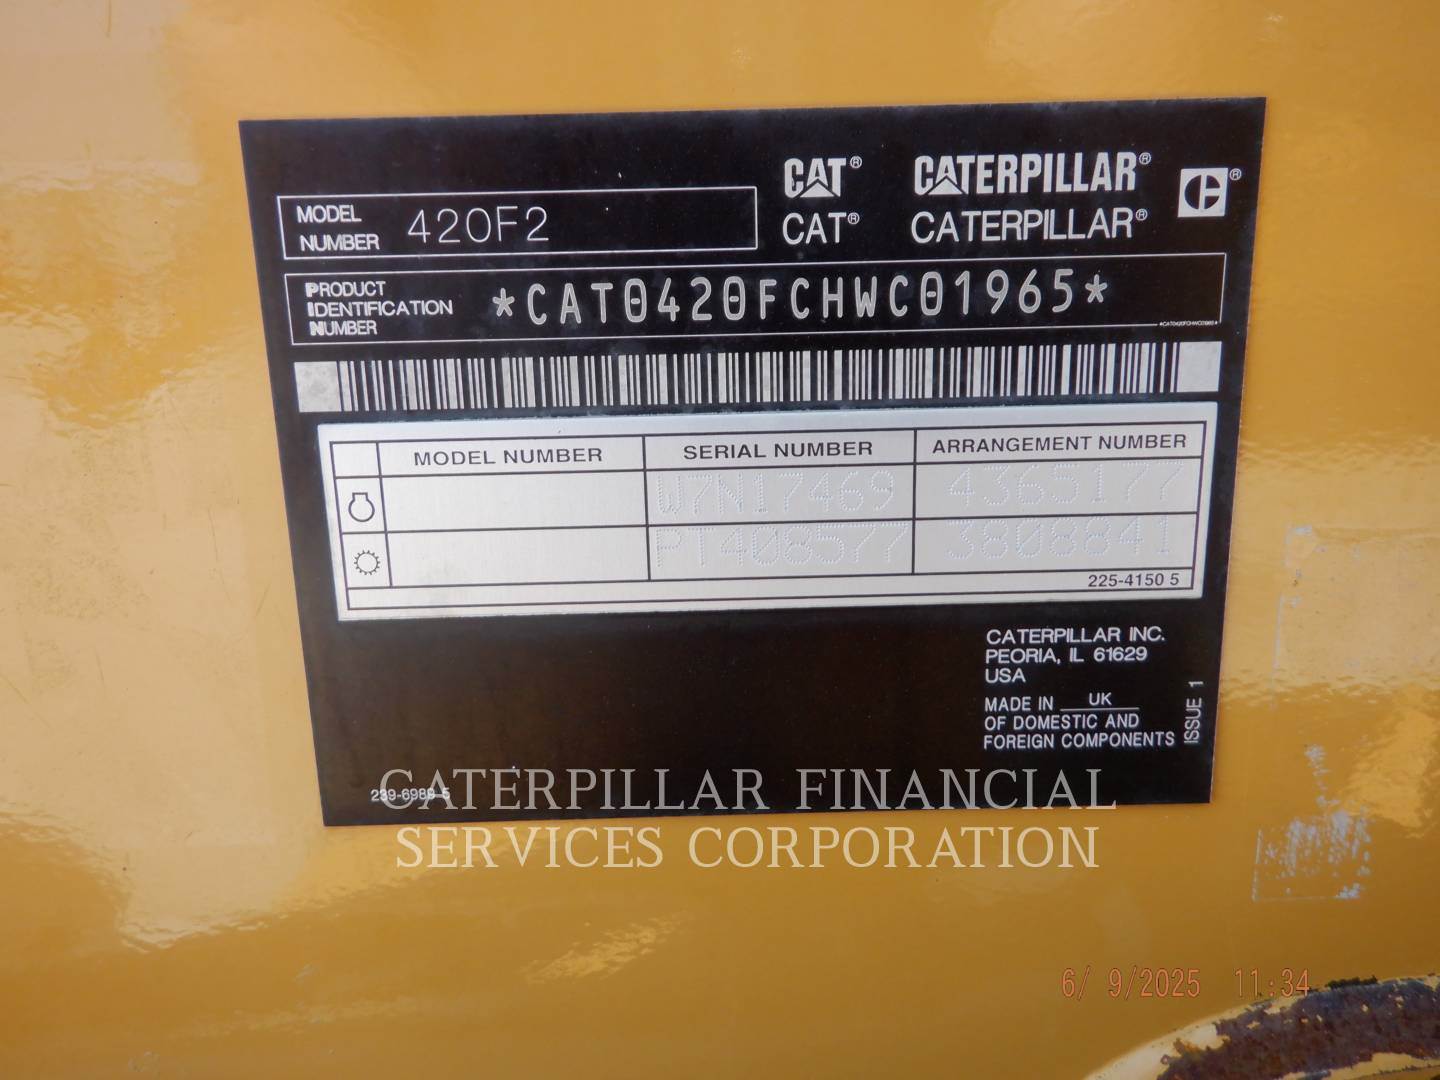 MODEL NUMBER 420F2
CAT® CATERPILLAR®
CAT® CATERPILLAR®
PRODUCT IDENTIFICATION NUMBER *CAT0420FCHWC01965*
*CAT0420FCHWC01965*
MODEL NUMBER SERIAL NUMBER ARRANGEMENT NUMBER
W7N17469 4365177
PT408577 3808841
225-4150 5
CATERPILLAR INC.
PEORIA, IL 61629
USA
MADE IN UK
OF DOMESTIC AND
FOREIGN COMPONENTS
ISSUE 1
239-6989 5
CATERPILLAR FINANCIAL
SERVICES CORPORATION
6/ 9/2025 11:34